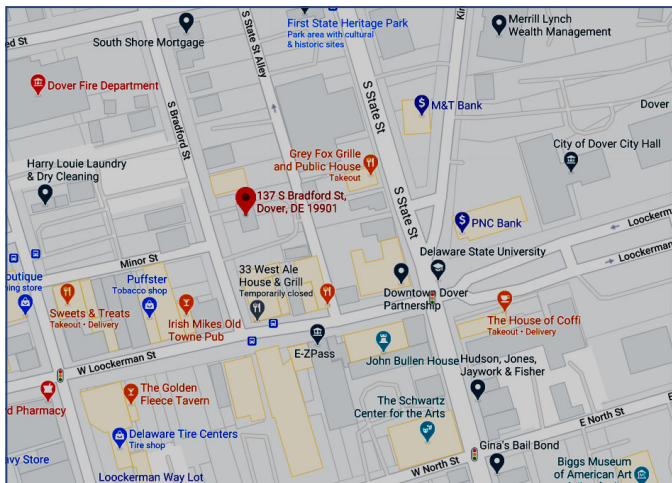 First State Heritage Park
Park area with cultural
& historic sites
Merrill Lynch
Wealth Management
South Shore Mortgage
ed St
S State St Alley
S State St
Dover Fire Department
S Bradford St
M&T Bank
Dover
Grey Fox Grille
and Public House
Takeout
City of Dover City Hall
Harry Louie Laundry
& Dry Cleaning
137 S Bradford St,
Dover, DE 19901
S State St
PNC Bank
Loockerman
Loockerman
Delaware State University
Minor St
outique
ning store
Puffster
Tobacco shop
33 West Ale
House & Grill
Temporarily closed
Downtown Dover
Partnership
Sweets & Treats
Takeout • Delivery
Irish Mikes Old
Towne Pub
The House of Coffi
Takeout • Delivery
W Loockerman St
E-ZPass
John Bullen House
Hudson, Jones,
Jaywork & Fisher
The Golden
Fleece Tavern
d Pharmacy
The Schwartz
Center for the Arts
E North St
Delaware Tire Centers
Tire shop
Gina's Bail Bond
avy Store
W North St
Biggs Museum
of American Art
Loockerman Way Lot